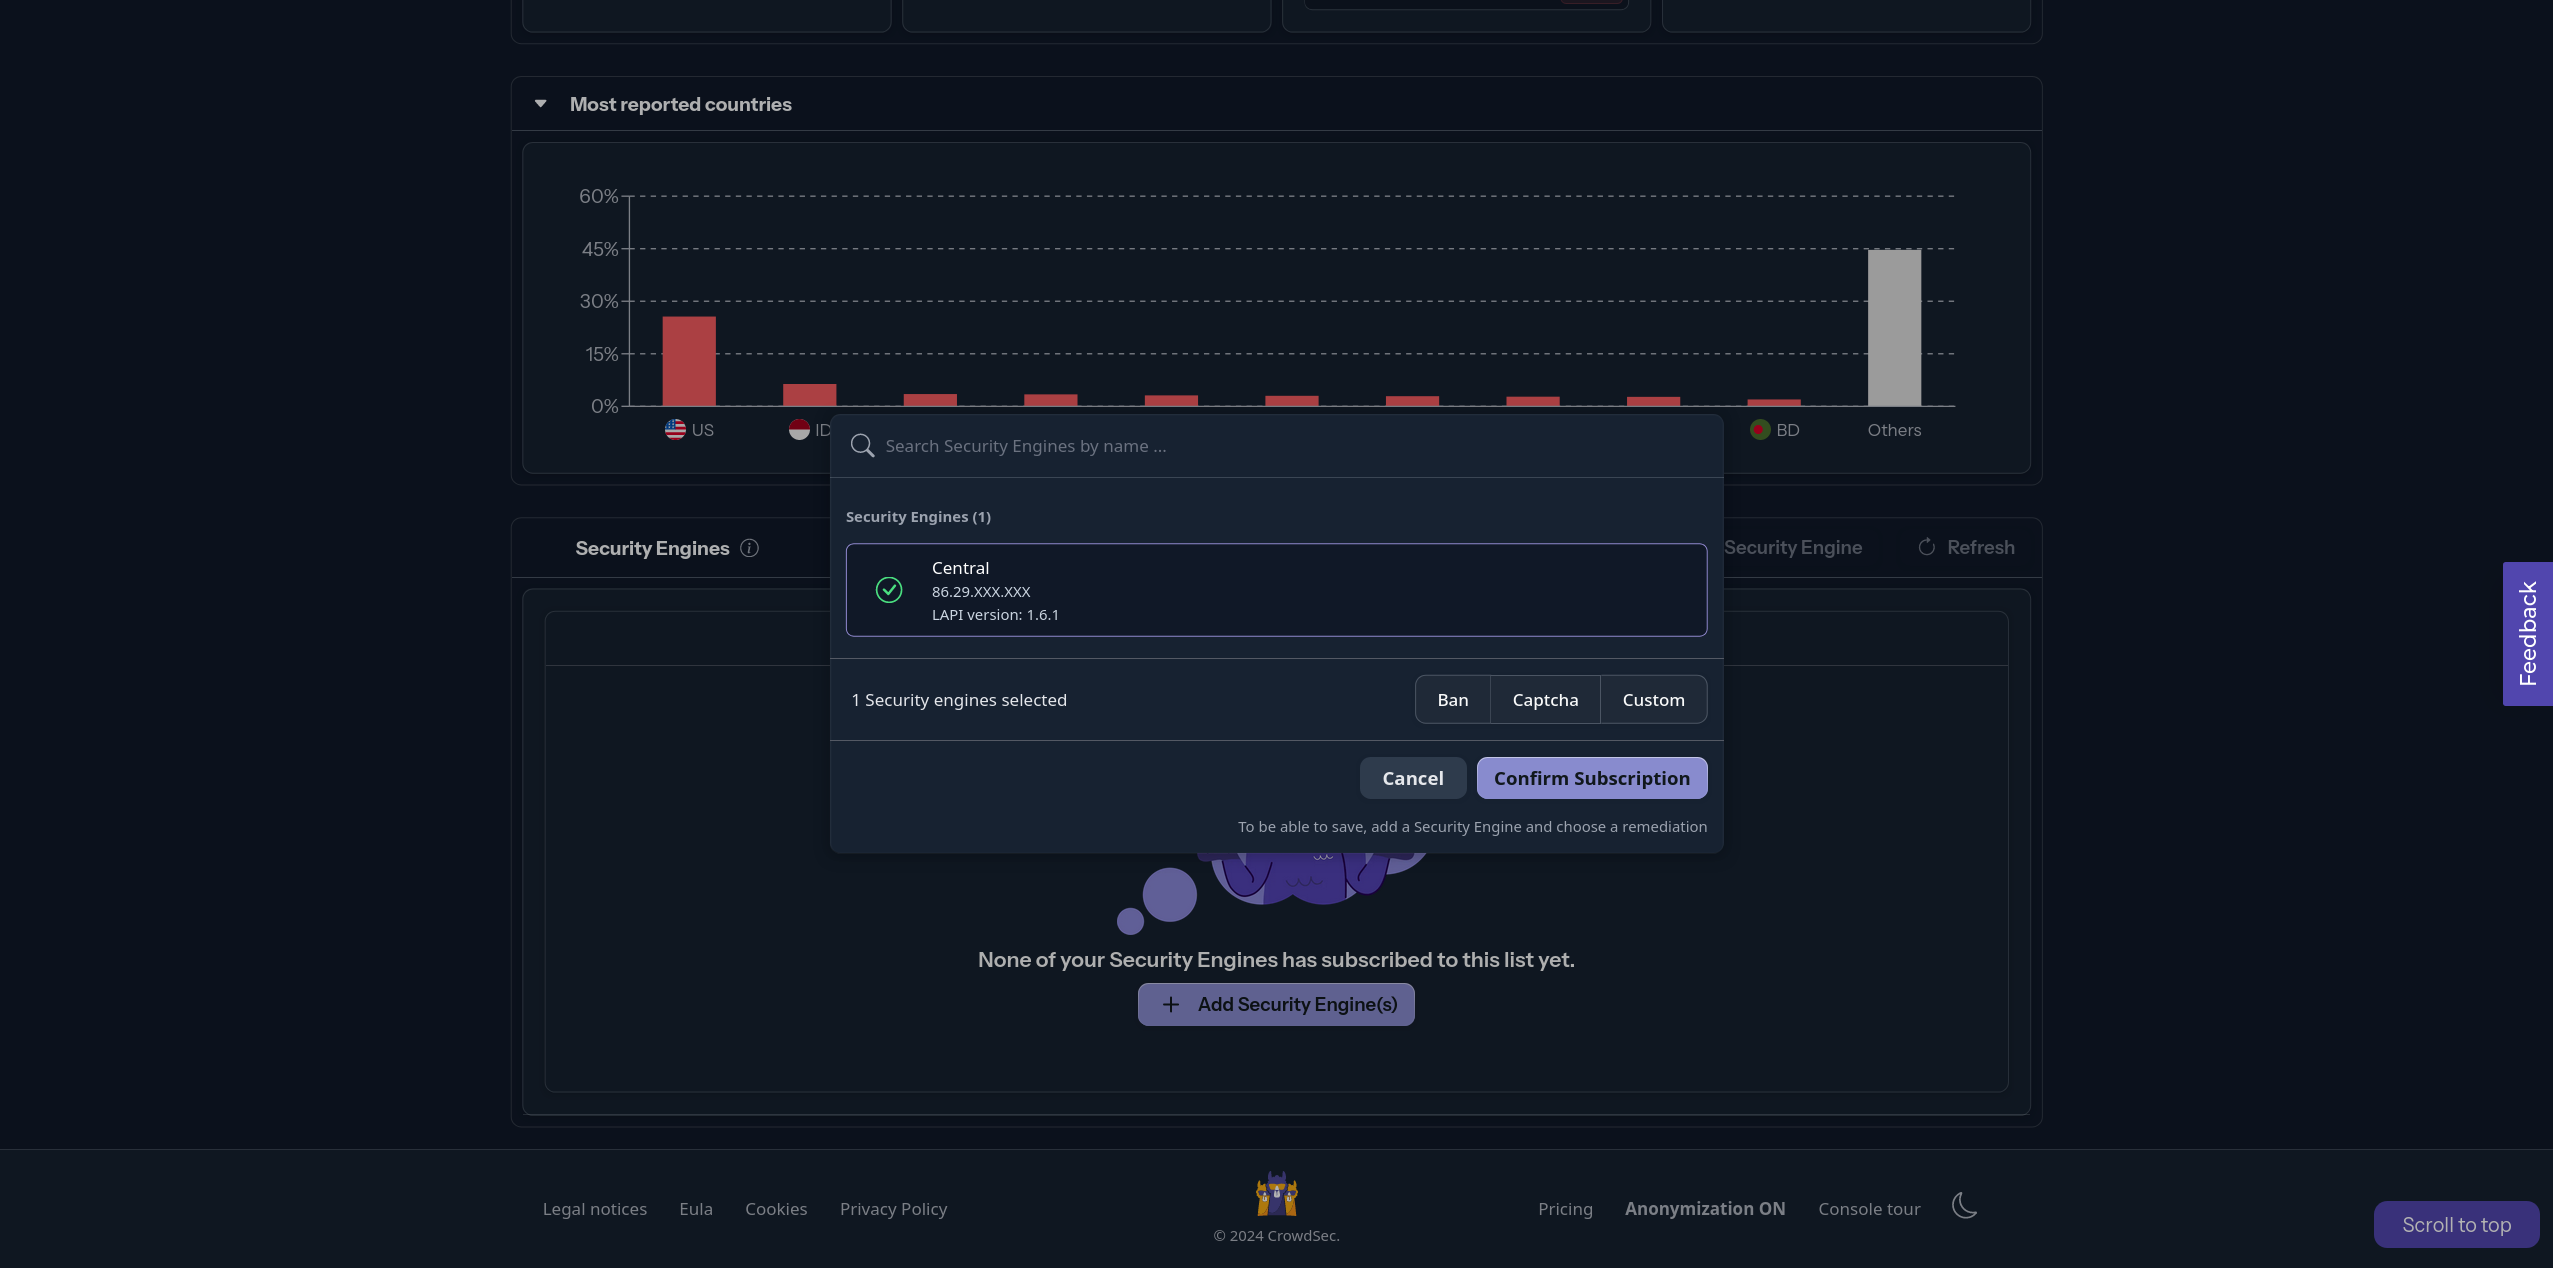 Most reported countries
60%
45%
30%
15%
0%
US
ID
BD
Others
Search Security Engines by name ...
Security Engines (1)
Central
86.29.XXX.XXX
LAPI version: 1.6.1
1 Security engines selected
Ban
Captcha
Custom
Cancel
Confirm Subscription
To be able to save, add a Security Engine and choose a remediation
Security Engines
Security Engine
Refresh
None of your Security Engines has subscribed to this list yet.
+ Add Security Engine(s)
Feedback
Legal notices
Eula
Cookies
Privacy Policy
© 2024 CrowdSec.
Pricing
Anonymization ON
Console tour
Scroll to top